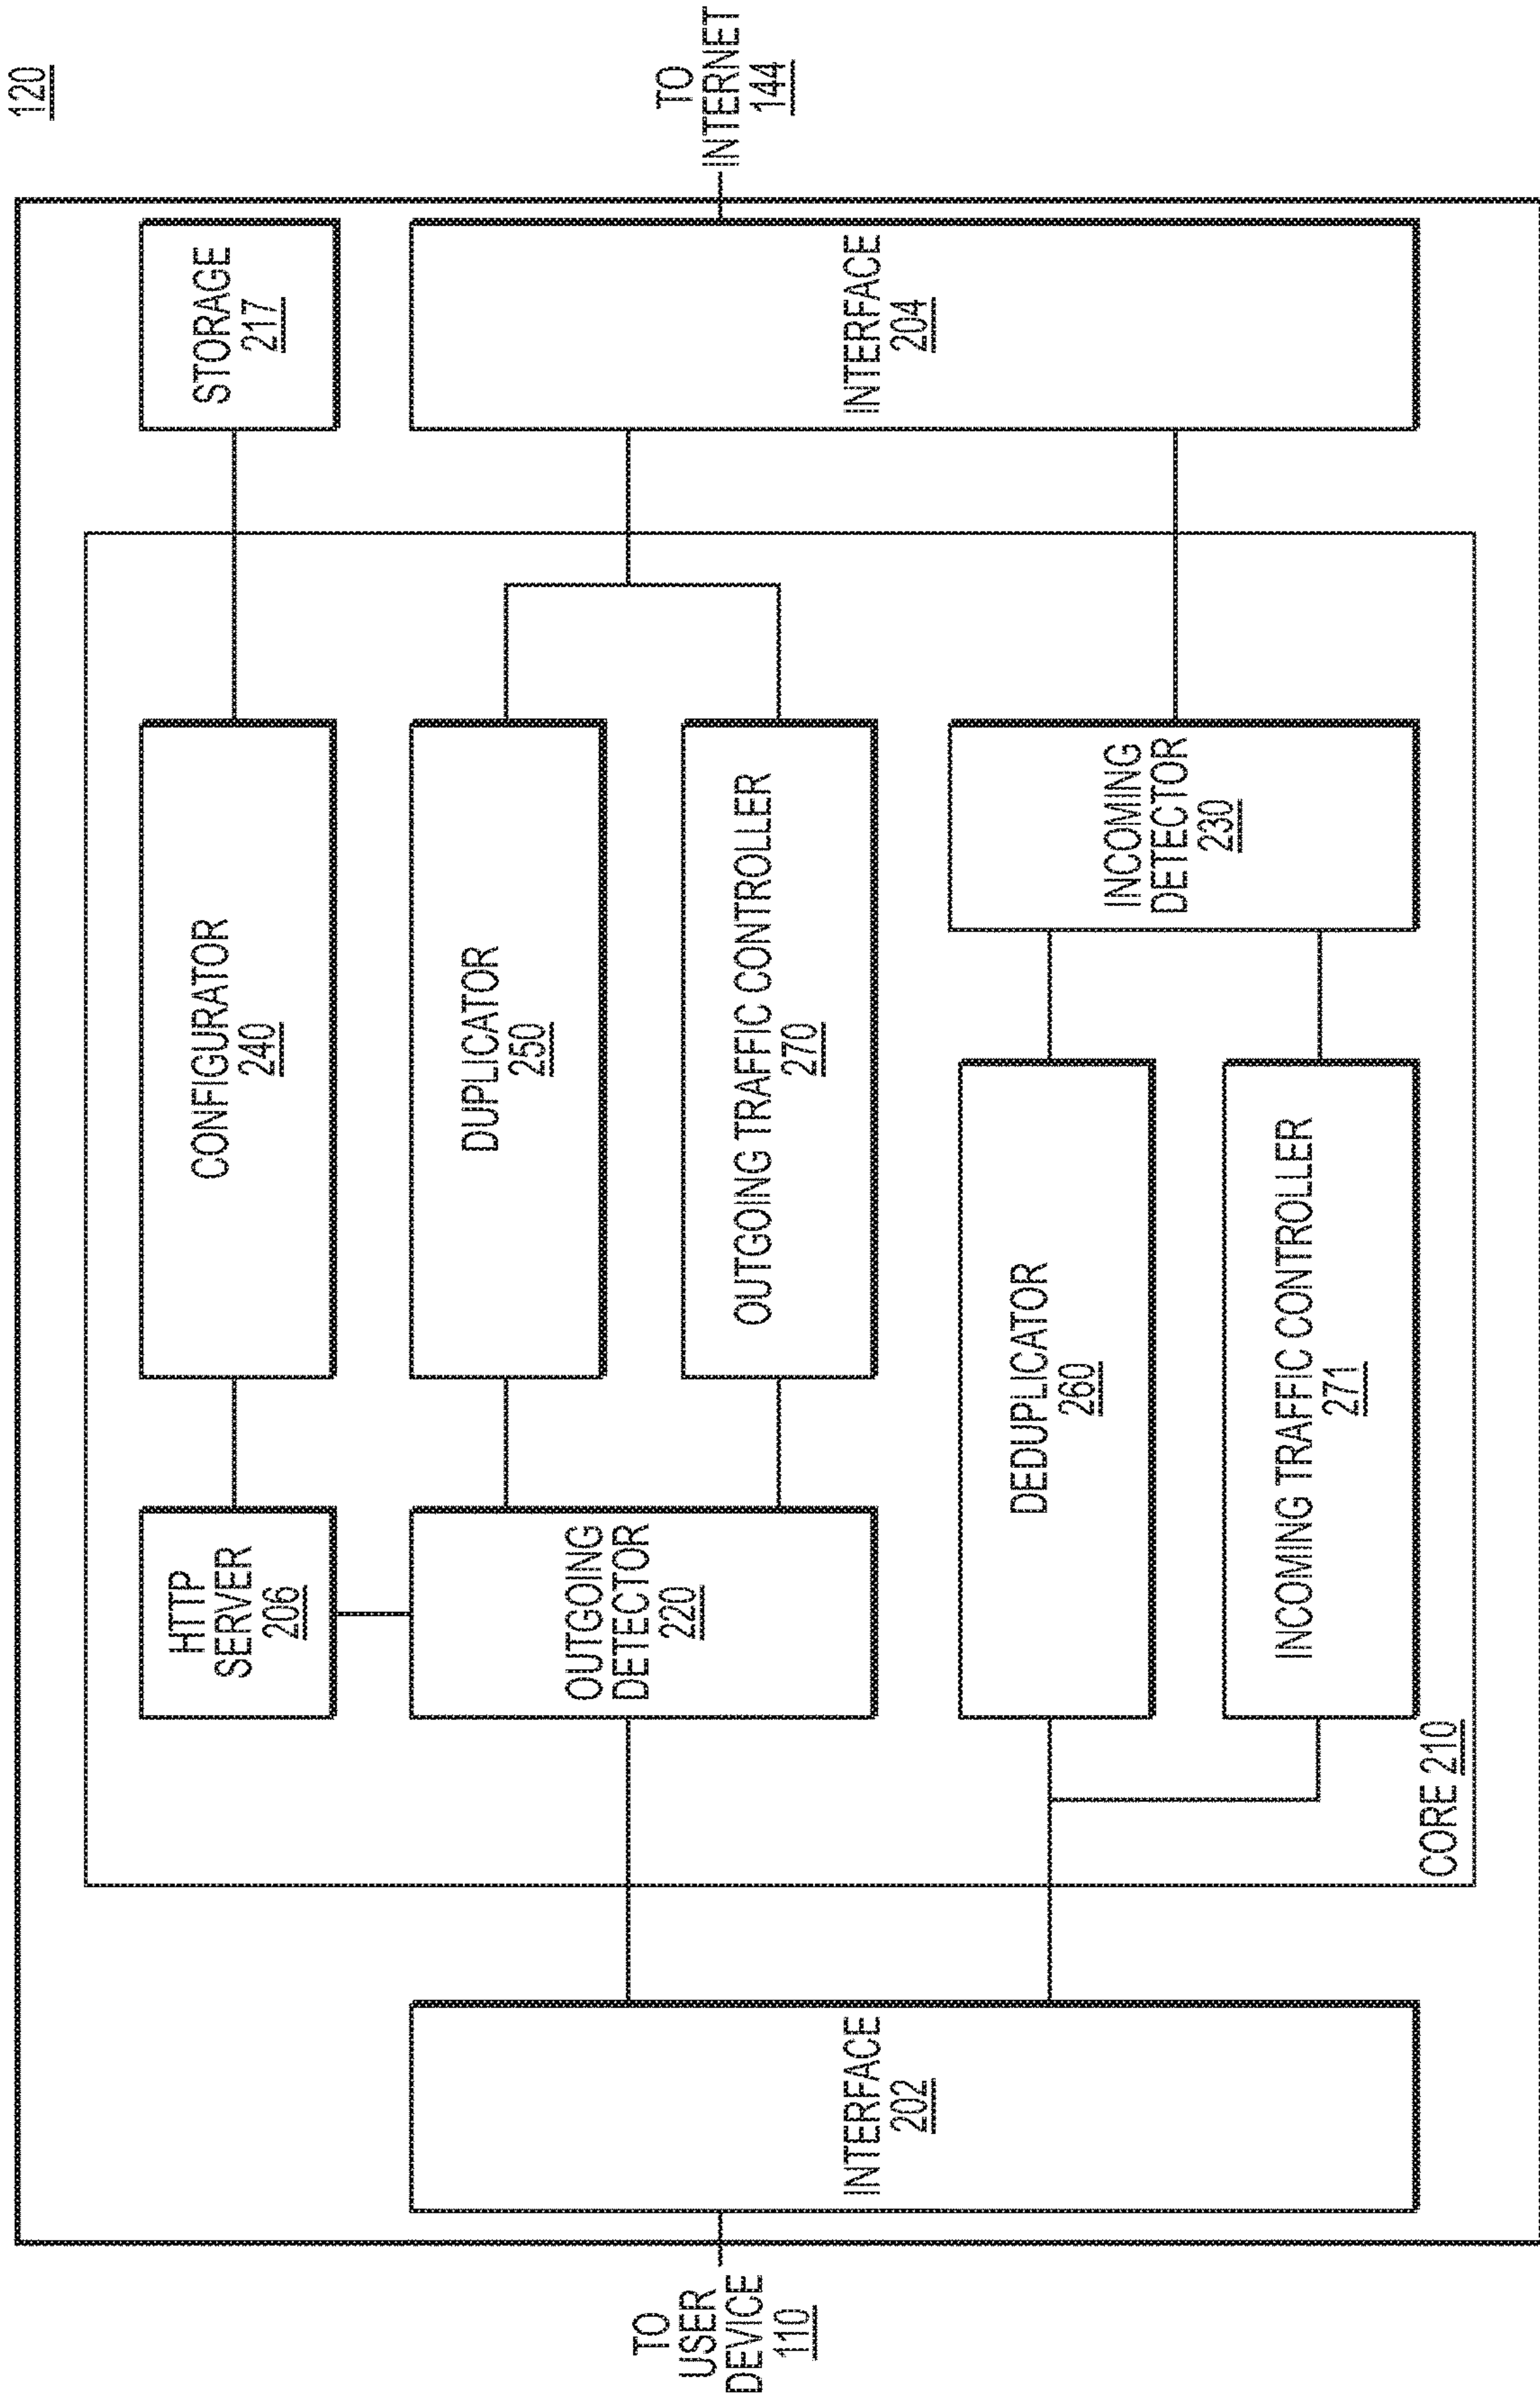 120
TO
USER
DEVICE
110
INTERFACE
202
HTTP
SERVER
206
CONFIGURATOR
240
STORAGE
217
OUTGOING
DETECTOR
220
DUPLICATOR
250
OUTGOING TRAFFIC CONTROLLER
270
DEDUPLICATOR
260
INCOMING TRAFFIC CONTROLLER
271
INCOMING
DETECTOR
230
INTERFACE
204
TO
INTERNET
144
CORE 210